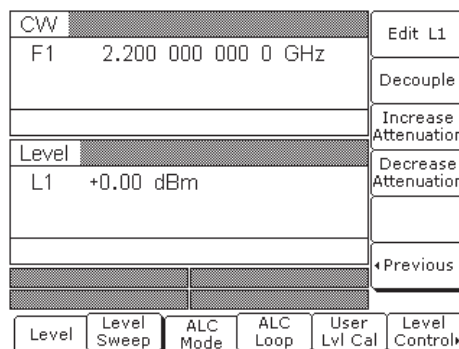 CW
F1 2.200 000 000 0 GHz
Level
L1 +0.00 dBm
Edit L1
Decouple
Increase
Attenuation
Decrease
Attenuation
◂Previous
Level
Level
Sweep
ALC
Mode
ALC
Loop
User
Lvl Cal
Level
Control▸